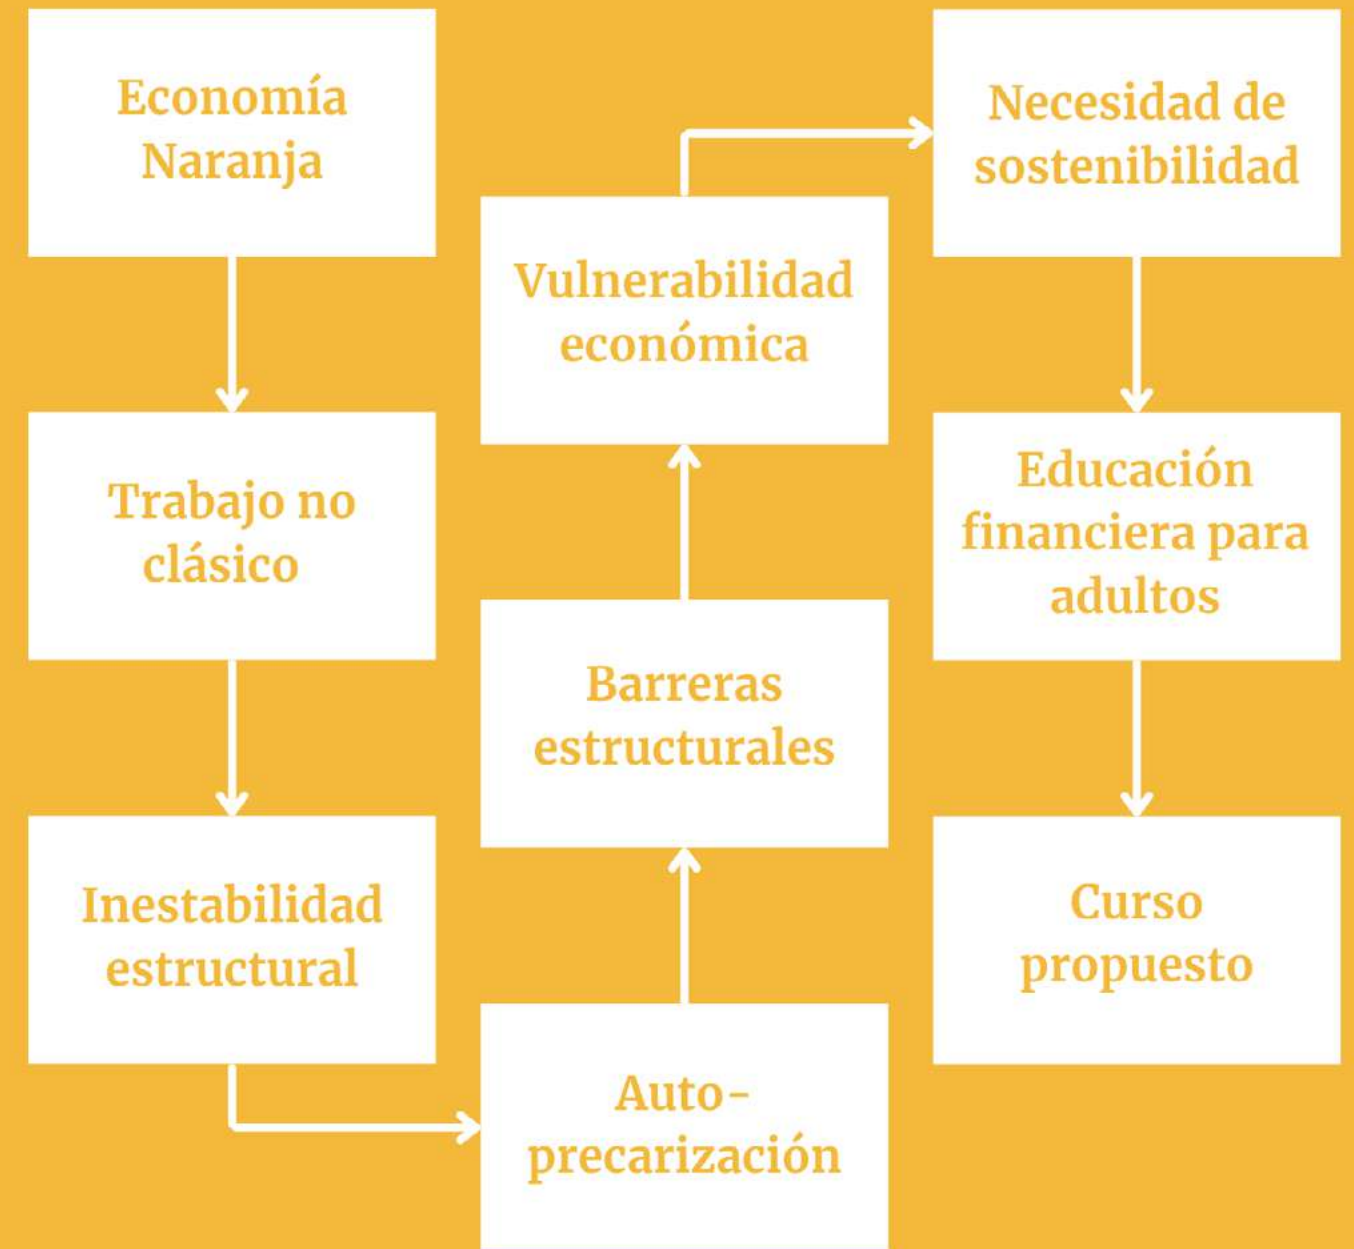 Economía
Naranja
Trabajo no
clásico
Inestabilidad
estructural
Auto-
precarización
Barreras
estructurales
Vulnerabilidad
económica
Necesidad de
sostenibilidad
Educación
financiera para
adultos
Curso
propuesto